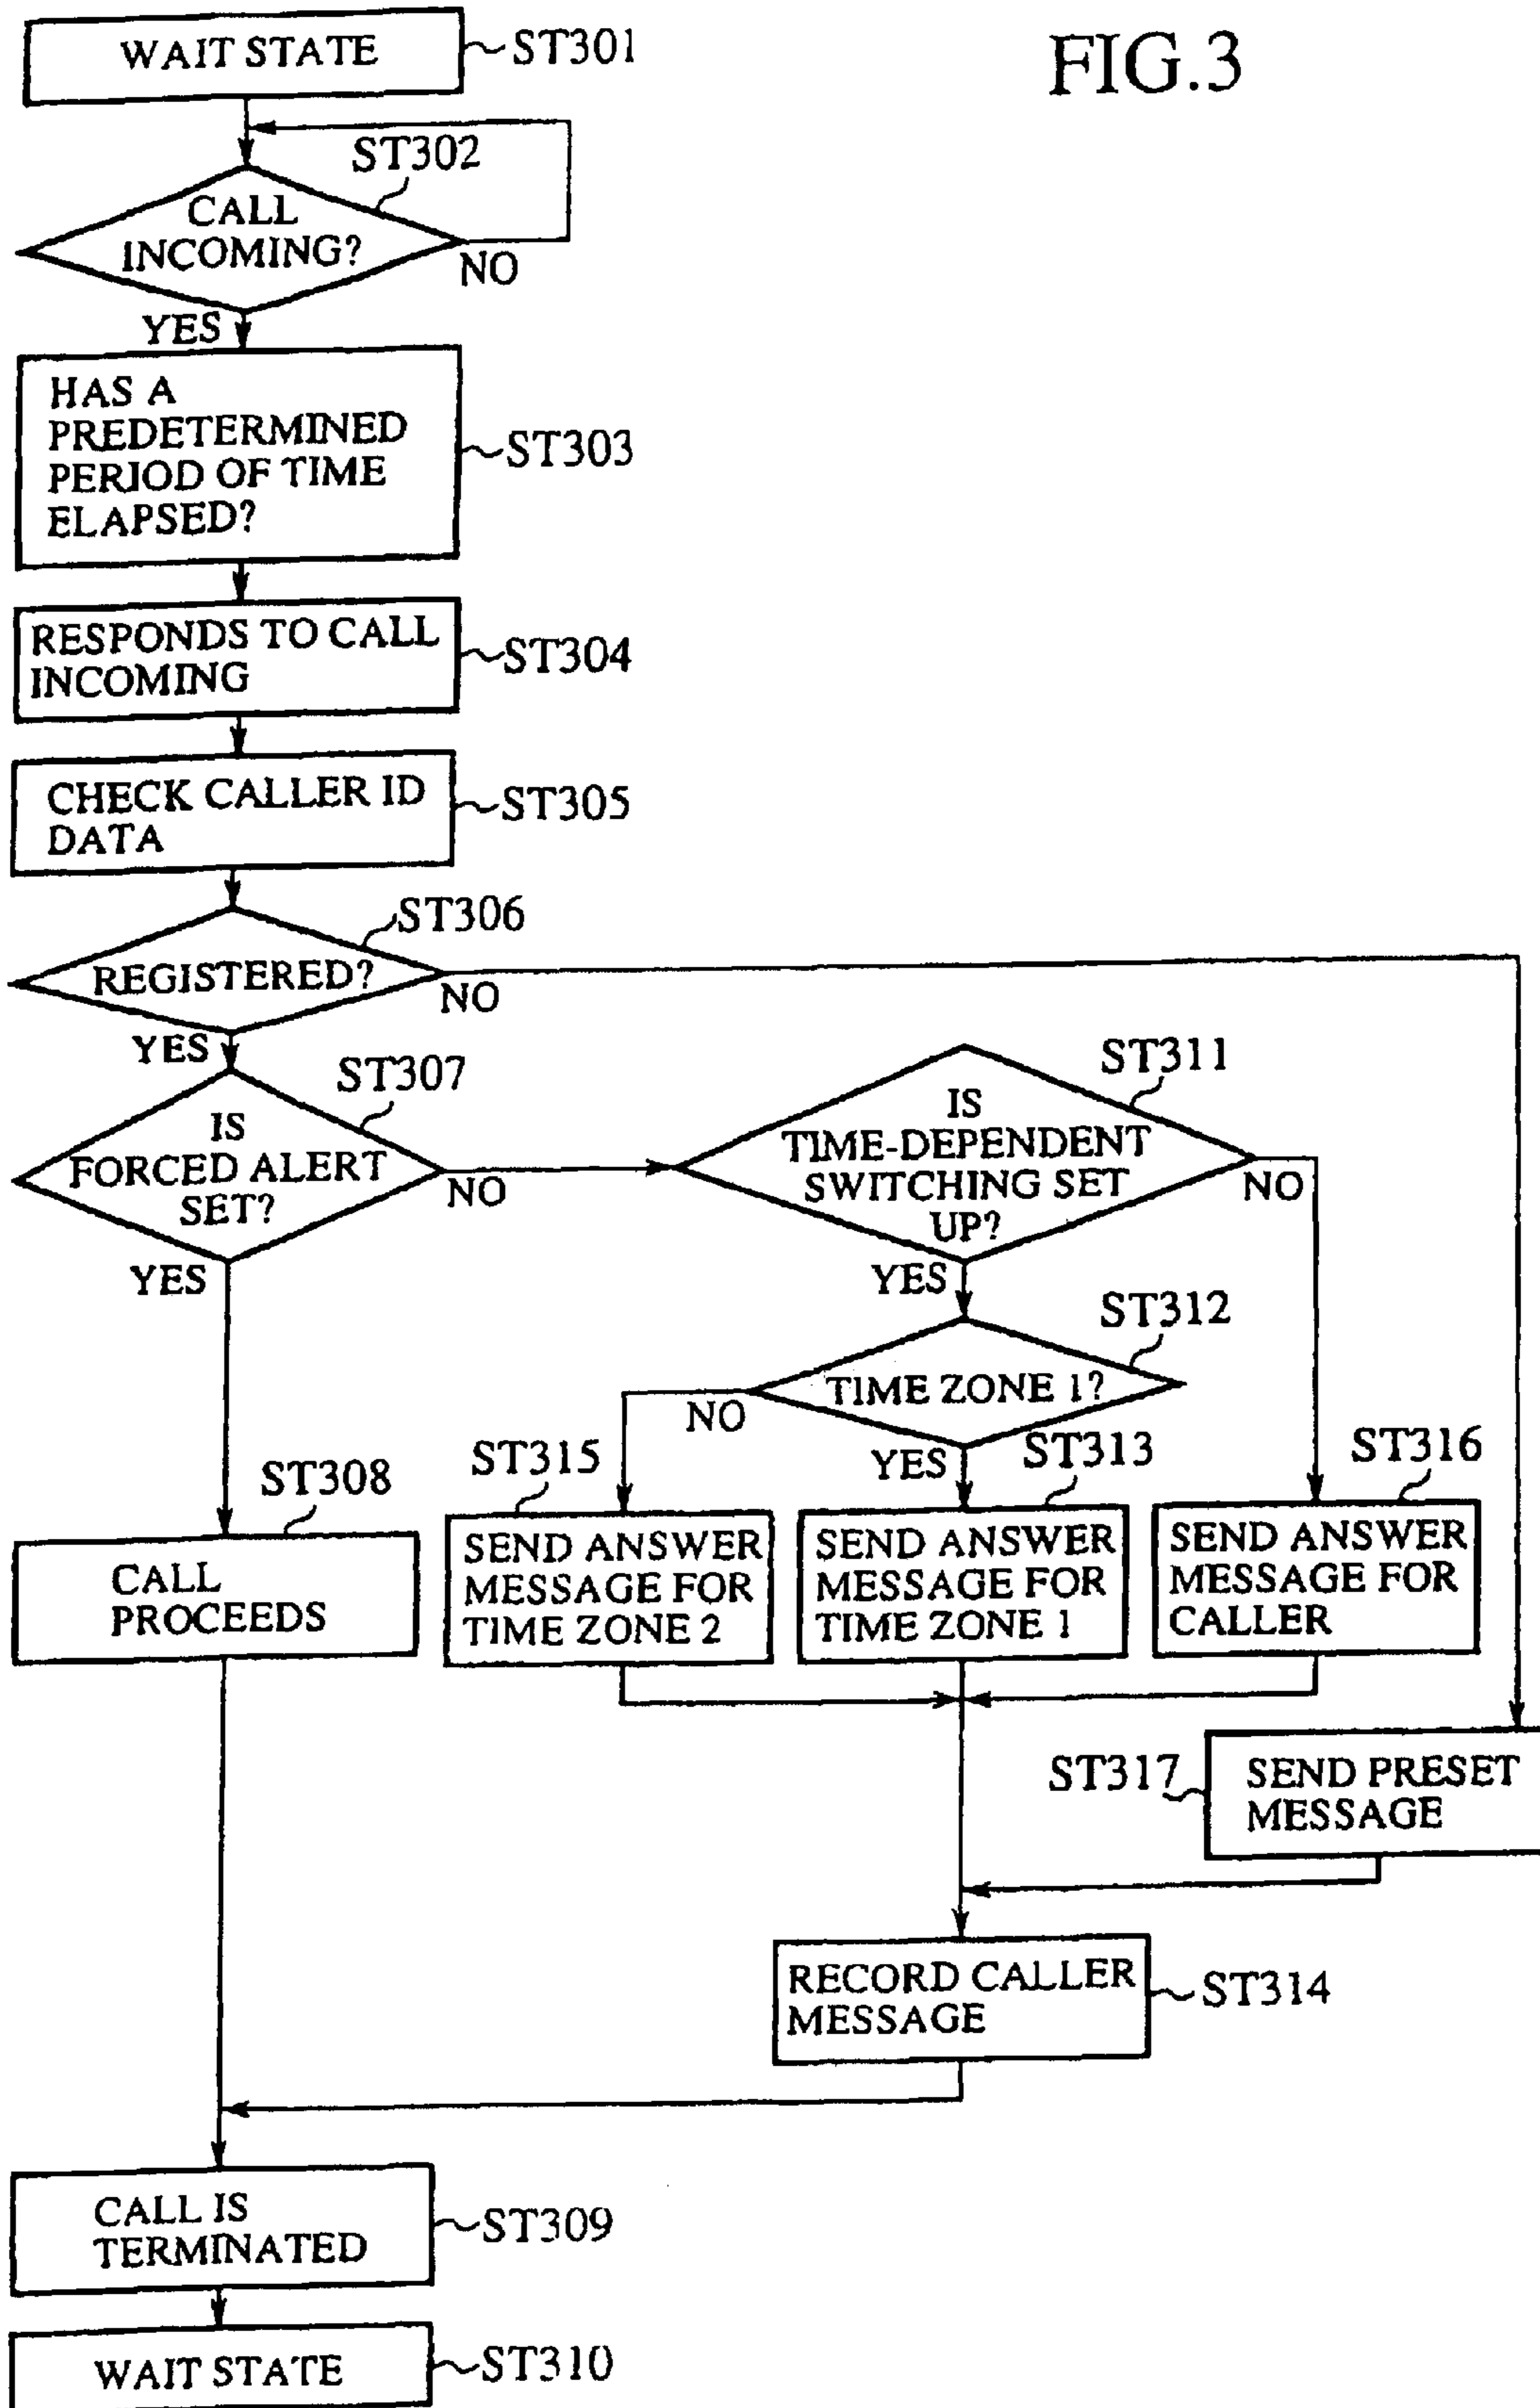 FIG.3
WAIT STATE
ST301
ST302
CALL
INCOMING?
NO
YES
HAS A
PREDETERMINED
PERIOD OF TIME
ELAPSED?
ST303
RESPONDS TO CALL
INCOMING
ST304
CHECK CALLER ID
DATA
ST305
ST306
REGISTERED?
NO
YES
ST307
IS
FORCED ALERT
SET?
NO
YES
ST311
IS
TIME-DEPENDENT
SWITCHING SET
UP?
NO
YES
ST312
TIME ZONE 1?
NO
YES
ST308
CALL
PROCEEDS
ST315
SEND ANSWER
MESSAGE FOR
TIME ZONE 2
ST313
SEND ANSWER
MESSAGE FOR
TIME ZONE 1
ST316
SEND ANSWER
MESSAGE FOR
CALLER
ST317
SEND PRESET
MESSAGE
RECORD CALLER
MESSAGE
ST314
CALL IS
TERMINATED
ST309
WAIT STATE
ST310